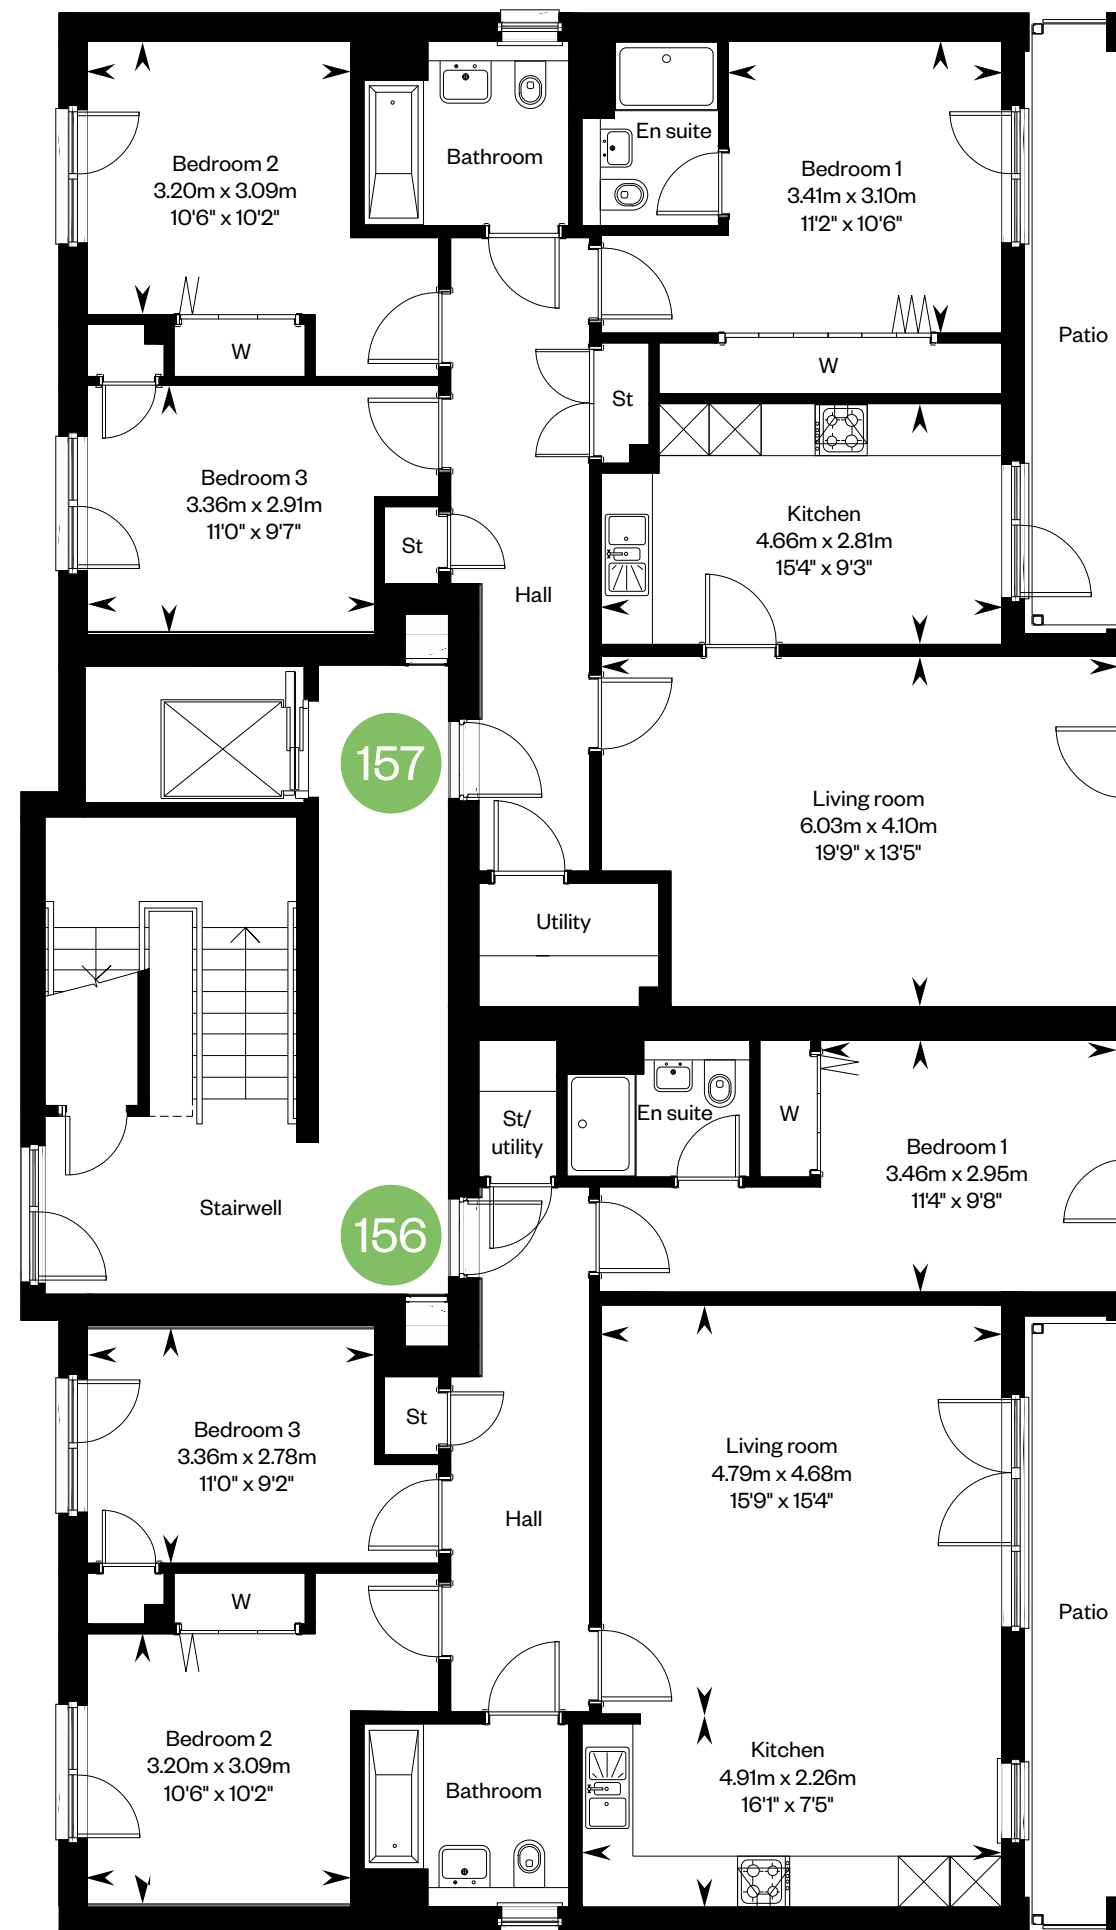 Bedroom 2
3.20m x 3.09m
10'6" x 10'2"
Bathroom
En suite
Bedroom 1
3.41m x 3.10m
11'2" x 10'6"
Patio
W
W
St
Bedroom 3
3.36m x 2.91m
11'0" x 9'7"
St
Kitchen
4.66m x 2.81m
15'4" x 9'3"
Hall
157
Living room
6.03m x 4.10m
19'9" x 13'5"
Utility
St/
utility
En suite
W
Bedroom 1
3.46m x 2.95m
11'4" x 9'8"
Stairwell
156
Bedroom 3
3.36m x 2.78m
11'0" x 9'2"
St
Living room
4.79m x 4.68m
15'9" x 15'4"
Hall
W
Patio
Bedroom 2
3.20m x 3.09m
10'6" x 10'2"
Bathroom
Kitchen
4.91m x 2.26m
16'1" x 7'5"